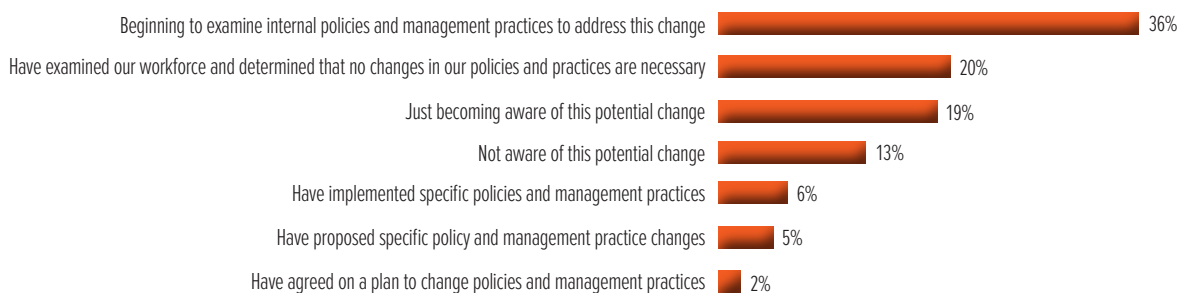 Beginning to examine internal policies and management practices to address this change 36%
Have examined our workforce and determined that no changes in our policies and practices are necessary 20%
Just becoming aware of this potential change 19%
Not aware of this potential change 13%
Have implemented specific policies and management practices 6%
Have proposed specific policy and management practice changes 5%
Have agreed on a plan to change policies and management practices 2%